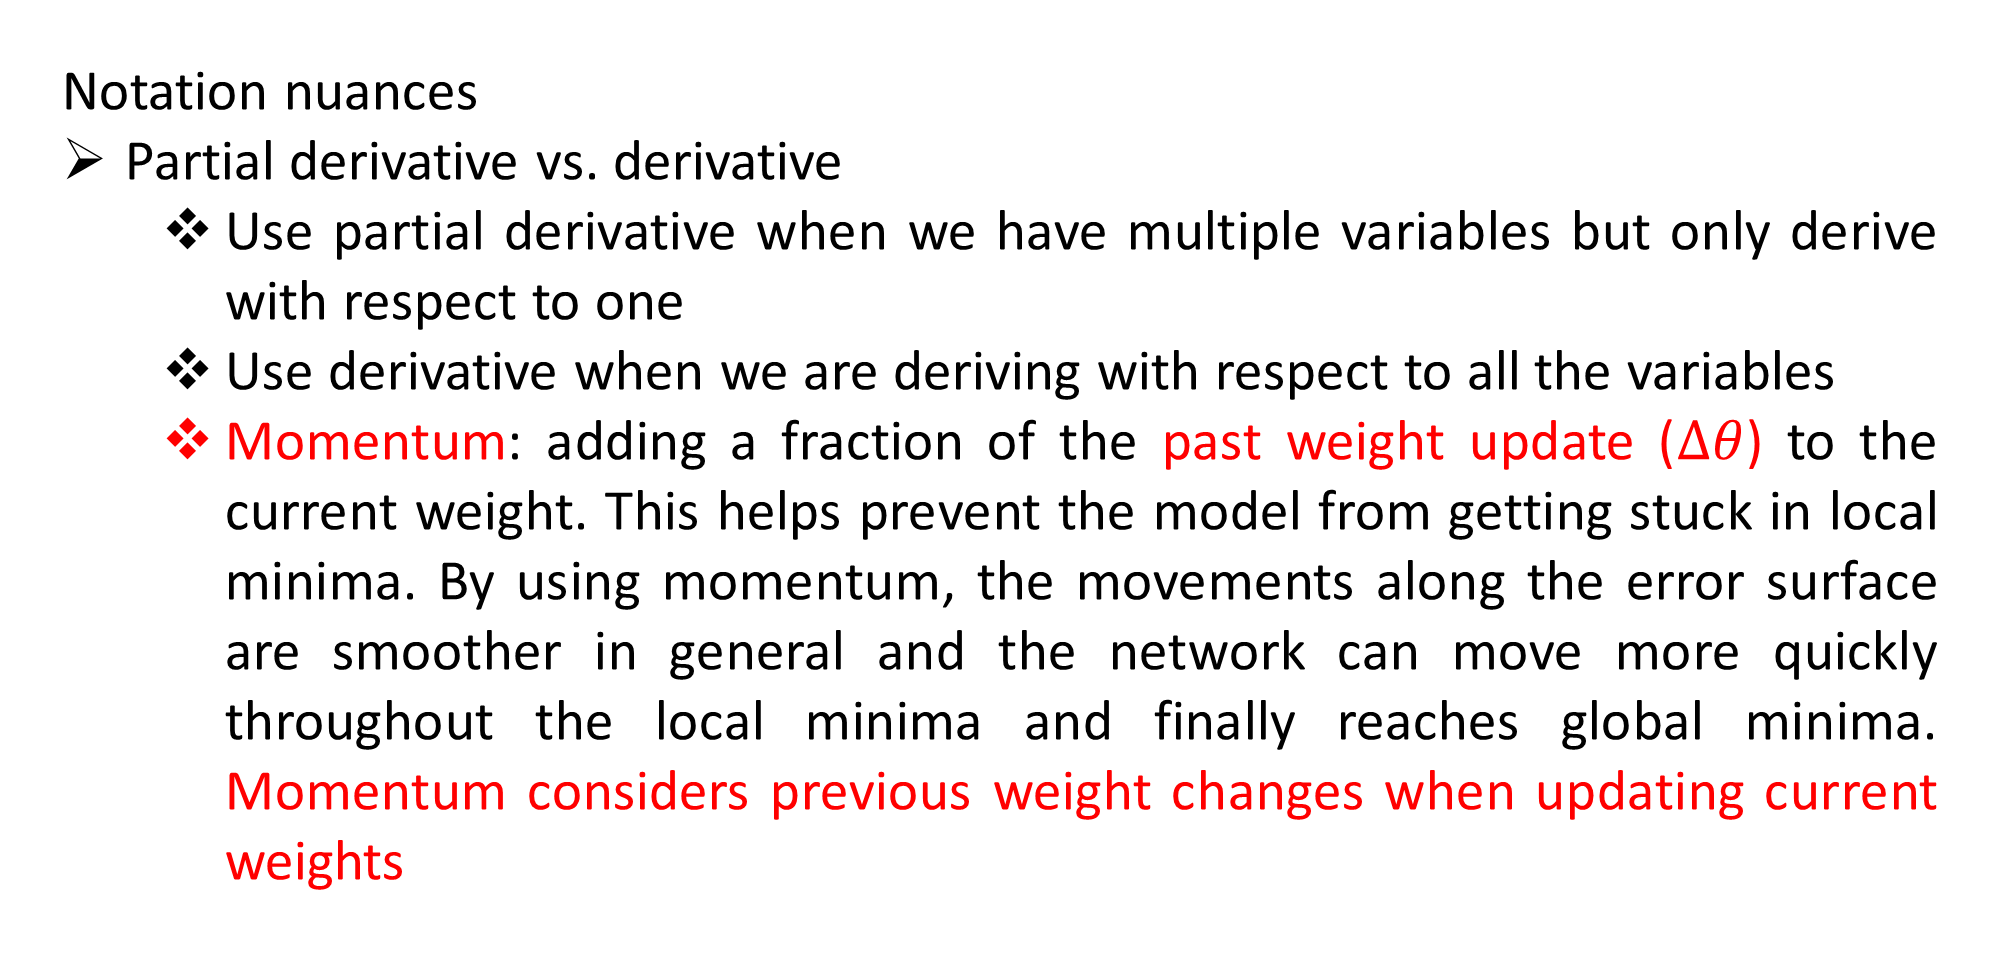 Notation nuances
➢ Partial derivative vs. derivative
❖ Use partial derivative when we have multiple variables but only derive
with respect to one
❖ Use derivative when we are deriving with respect to all the variables
❖ Momentum: adding a fraction of the past weight update (Δ𝜃) to the
current weight. This helps prevent the model from getting stuck in local
minima. By using momentum, the movements along the error surface
are smoother in general and the network can move more quickly
throughout the local minima and finally reaches global minima.
Momentum considers previous weight changes when updating current
weights